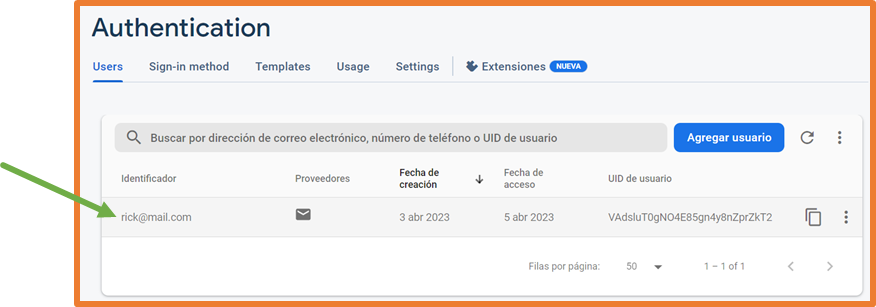 Authentication
Users Sign-in method Templates Usage Settings Extensiones NUEVA
Buscar por dirección de correo electrónico, número de teléfono o UID de usuario Agregar usuario
Identificador Proveedores Fecha de creación Fecha de acceso UID de usuario
rick@mail.com 3 abr 2023 5 abr 2023 VAdsluT0gNO4E85gn4y8nZprZkT2
Filas por página: 50 1 – 1 of 1